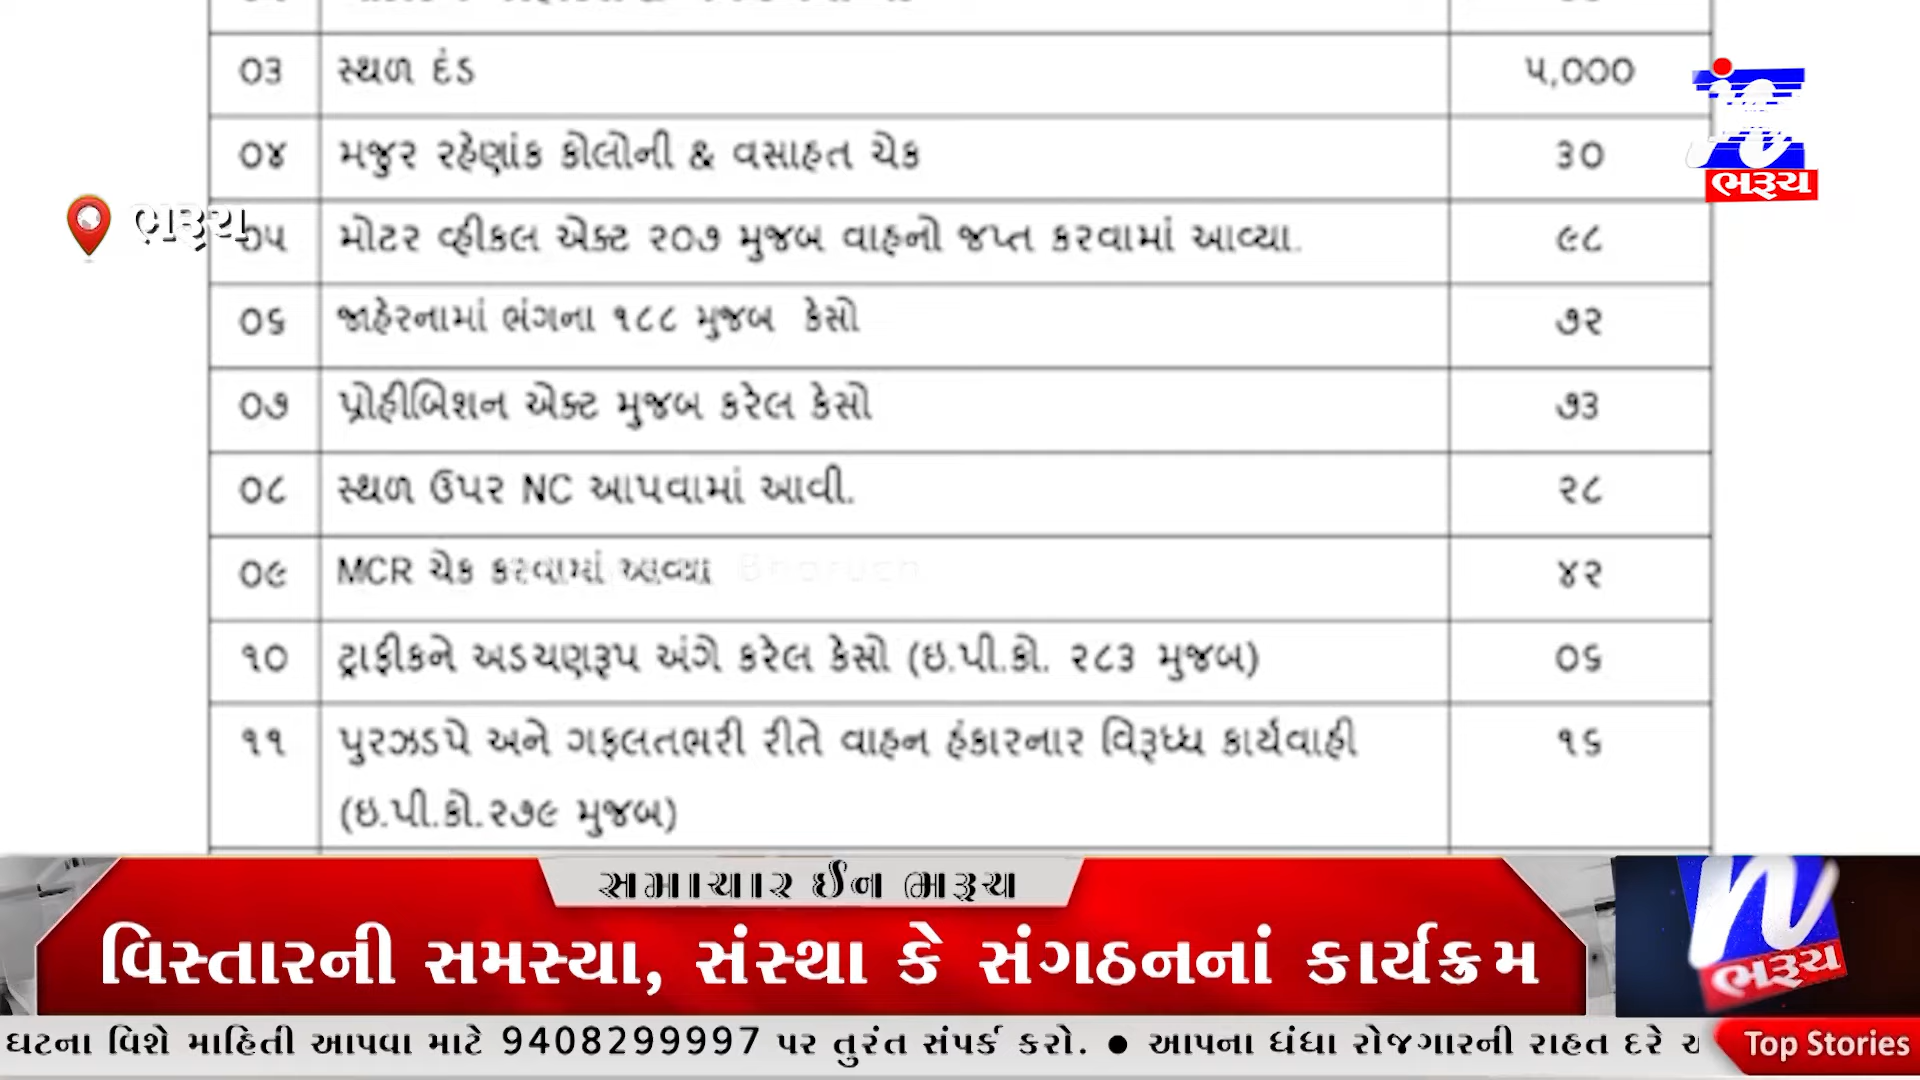 ૦૩ સ્થળ દંડ ૫,૦૦૦
૦૪ મજુર રહેણાંક કોલોની & વસાહત ચેક ૩૦
ભરૂચ
૦૫ મોટર વ્હીકલ એક્ટ ૨૦૭ મુજબ વાહનો જપ્ત કરવામાં આવ્યા. ૯૮
૦૬ જાહેરનામાં ભંગના ૧૮૮ મુજબ કેસો ૭૨
૦૭ પ્રોહીબિશન એક્ટ મુજબ કરેલ કેસો ૭૩
૦૮ સ્થળ ઉપર NC આપવામાં આવી. ૨૮
૦૯ MCR ચેક કરવામાં આવ્યા ૪૨
૧૦ ટ્રાફીકને અડચણરૂપ અંગે કરેલ કેસો (ઇ.પી.કો. ૨૮૩ મુજબ) ૦૬
૧૧ પુરઝડપે અને ગફલતભરી રીતે વાહન હંકારનાર વિરૂધ્ધ કાર્યવાહી ૧૬
(ઇ.પી.કો.૨૭૯ મુજબ)
in
ભરૂચ
સમાચાર ઈન ભરૂચ
વિસ્તારની સમસ્યા, સંસ્થા કે સંગઠનનાં કાર્યક્રમ
n
ભરૂચ
ઘટના વિશે માહિતી આપવા માટે 9408299997 પર તુરંત સંપર્ક કરો. ● આપના ધંધા રોજગારની રાહત દરે
Top Stories